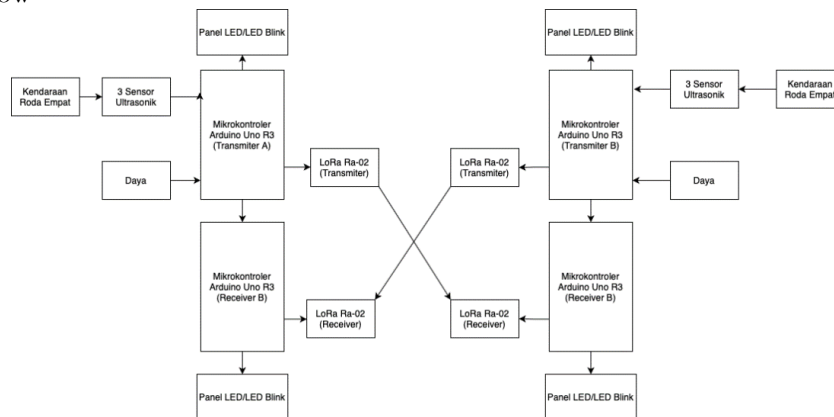 Panel LED/LED Blink
Panel LED/LED Blink
Kendaraan
Roda Empat
3 Sensor
Ultrasonik
Mikrokontroler
Arduino Uno R3
(Transmiter A)
Daya
LoRa Ra-02
(Transmiter)
LoRa Ra-02
(Transmiter)
Mikrokontroler
Arduino Uno R3
(Transmiter B)
3 Sensor
Ultrasonik
Kendaraan
Roda Empat
Daya
Mikrokontroler
Arduino Uno R3
(Receiver B)
LoRa Ra-02
(Receiver)
LoRa Ra-02
(Receiver)
Mikrokontroler
Arduino Uno R3
(Receiver B)
Panel LED/LED Blink
Panel LED/LED Blink